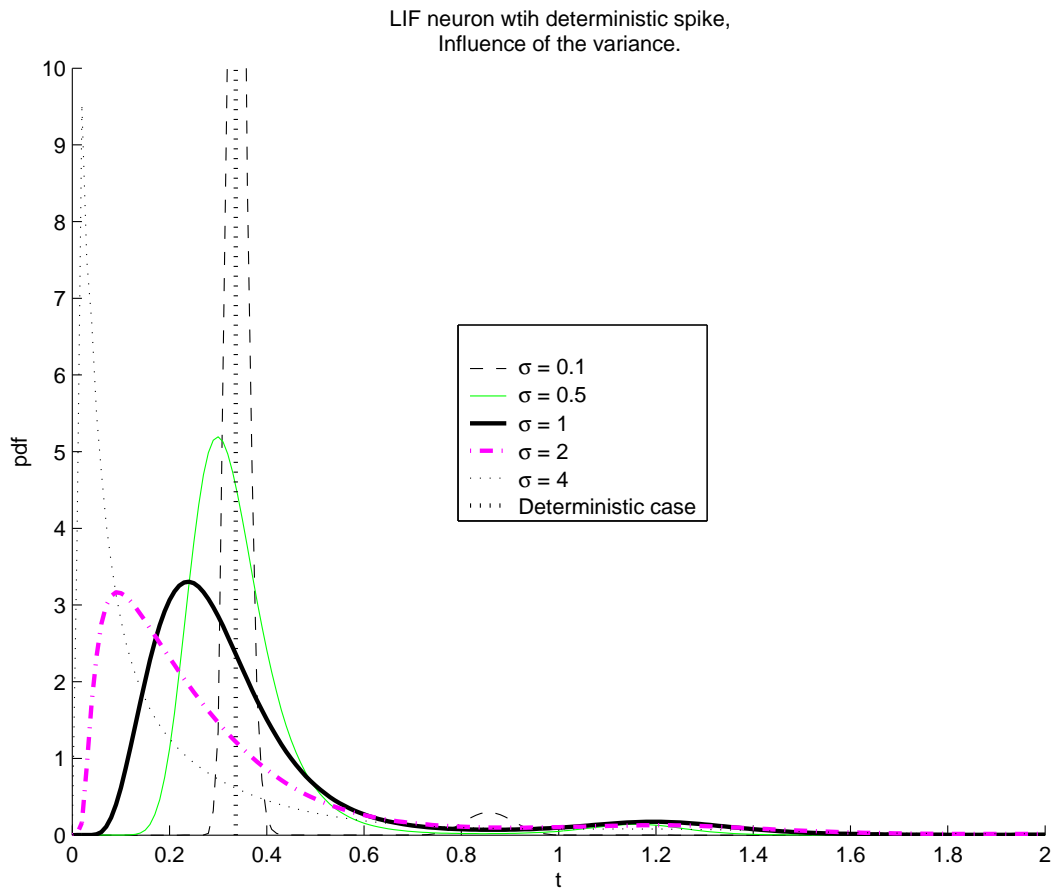 LIF neuron wtih deterministic spike,
Influence of the variance.
10
9
8
7
6
5
4
3
2
1
0
pdf
σ = 0.1
σ = 0.5
σ = 1
σ = 2
σ = 4
Deterministic case
0 0.2 0.4 0.6 0.8 1 1.2 1.4 1.6 1.8 2
t